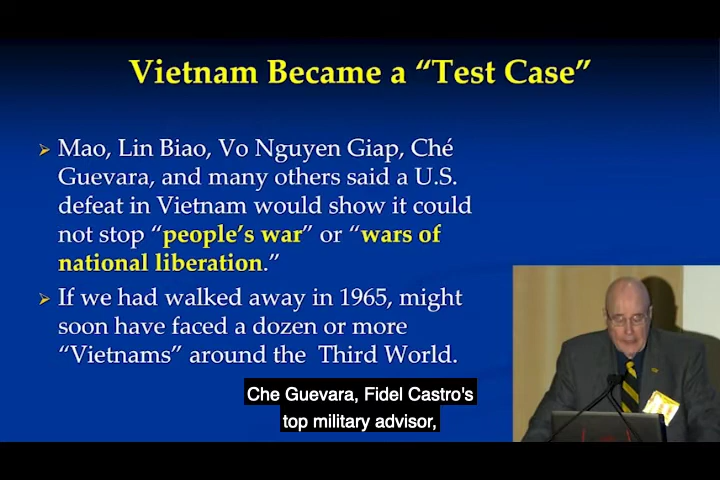 Vietnam Became a “Test Case”
➢ Mao, Lin Biao, Vo Nguyen Giap, Ché
Guevara, and many others said a U.S.
defeat in Vietnam would show it could
not stop “people’s war” or “wars of
national liberation.”
➢ If we had walked away in 1965, might
soon have faced a dozen or more
“Vietnams” around the Third World.
Che Guevara, Fidel Castro's
top military advisor,